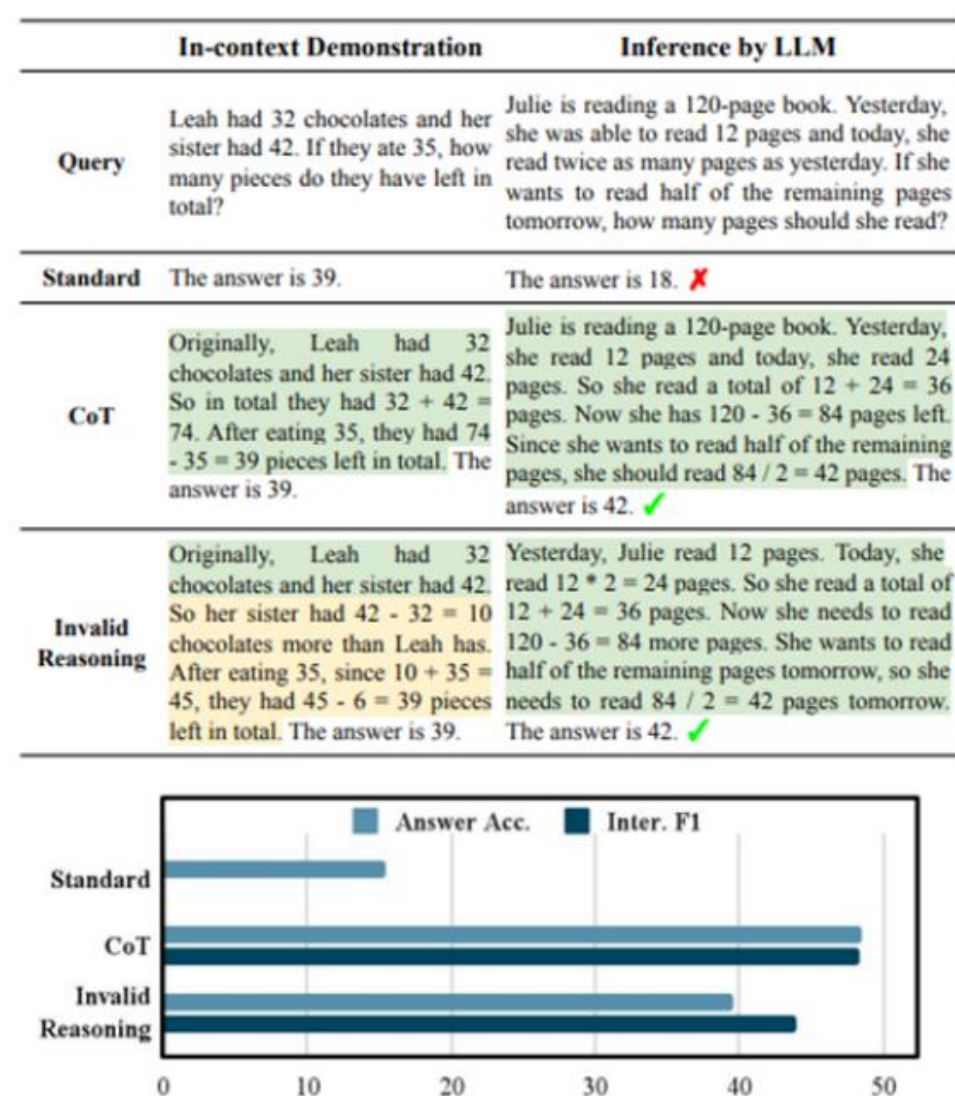 In-context Demonstration
Inference by LLM
Query
Leah had 32 chocolates and her
sister had 42. If they ate 35, how
many pieces do they have left in
total?
Julie is reading a 120-page book. Yesterday,
she was able to read 12 pages and today, she
read twice as many pages as yesterday. If she
wants to read half of the remaining pages
tomorrow, how many pages should she read?
Standard
The answer is 39.
The answer is 18. ✗
CoT
Originally, Leah had 32
chocolates and her sister had 42.
So in total they had 32 + 42 =
74. After eating 35, they had 74
- 35 = 39 pieces left in total. The
answer is 39.
Julie is reading a 120-page book. Yesterday,
she read 12 pages and today, she read 24
pages. So she read a total of 12 + 24 = 36
pages. Now she has 120 - 36 = 84 pages left.
Since she wants to read half of the remaining
pages, she should read 84 / 2 = 42 pages. The
answer is 42. ✓
Invalid
Reasoning
Originally, Leah had 32
chocolates and her sister had 42.
So her sister had 42 - 32 = 10
chocolates more than Leah has.
After eating 35, since 10 + 35 =
45, they had 45 - 6 = 39 pieces
left in total. The answer is 39.
Yesterday, Julie read 12 pages. Today, she
read 12 * 2 = 24 pages. So she read a total of
12 + 24 = 36 pages. Now she needs to read
120 - 36 = 84 more pages. She wants to read
half of the remaining pages tomorrow, so she
needs to read 84 / 2 = 42 pages tomorrow.
The answer is 42. ✓
Answer Acc.
Inter. F1
Standard
CoT
Invalid
Reasoning
0 10 20 30 40 50